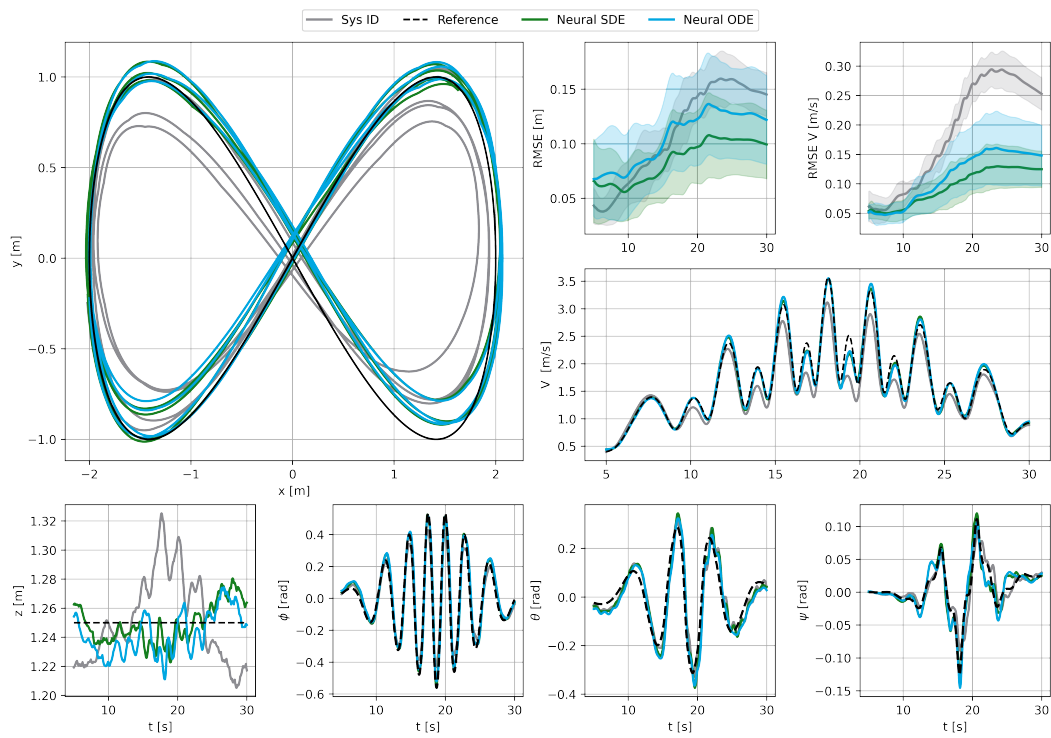 Sys ID Reference Neural SDE Neural ODE
1.0
0.5
0.0
−0.5
−1.0
y [m]
−2 −1 0 1 2
x [m]
0.15
0.10
0.05
RMSE [m]
10 20 30
0.30
0.25
0.20
0.15
0.10
0.05
RMSE V [m/s]
10 20 30
3.5
3.0
2.5
2.0
1.5
1.0
0.5
V [m/s]
5 10 15 20 25 30
1.32
1.30
1.28
1.26
1.24
1.22
1.20
z [m]
10 20 30
t [s]
0.4
0.2
0.0
−0.2
−0.4
−0.6
ϕ [rad]
10 20 30
t [s]
0.2
0.0
−0.2
−0.4
θ [rad]
10 20 30
t [s]
0.10
0.05
0.00
−0.05
−0.10
−0.15
ψ [rad]
10 20 30
t [s]